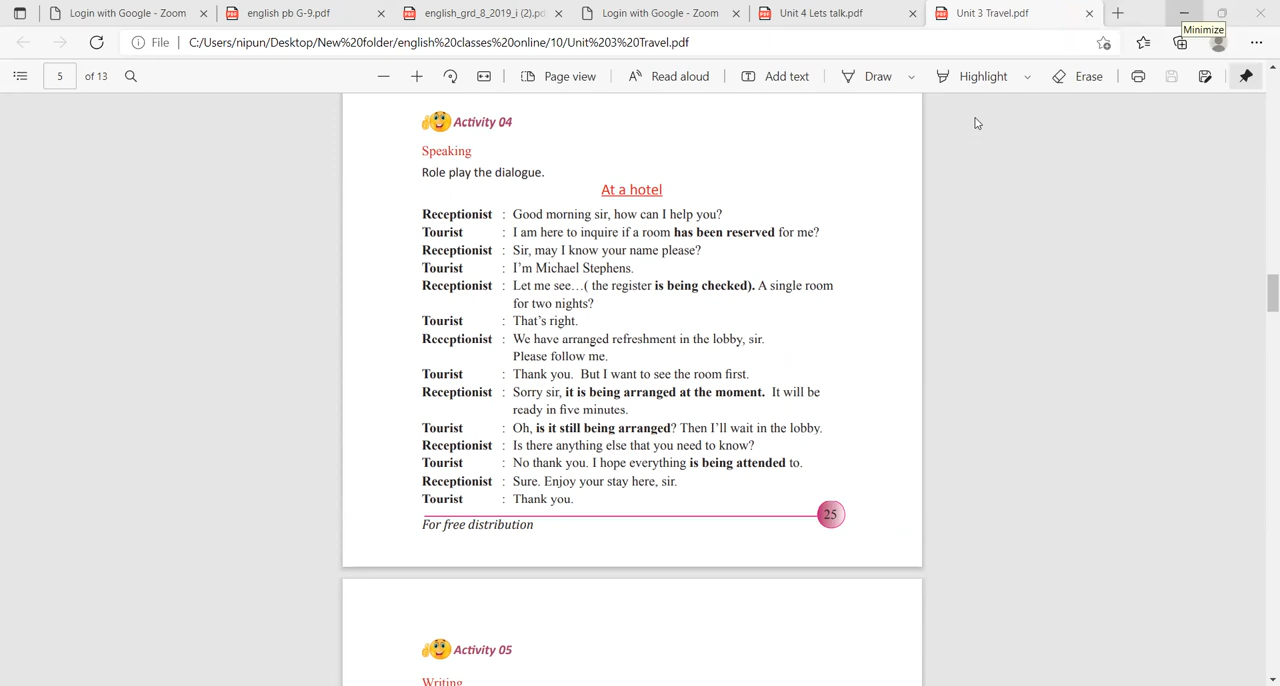 Login with Google - Zoom
english pb G-9.pdf
english_grd_8_2019_i (2).pd
Login with Google - Zoom
Unit 4 Lets talk.pdf
Unit 3 Travel.pdf
Minimize
File
C:/Users/nipun/Desktop/New%20folder/english%20classes%20online/10/Unit%203%20Travel.pdf
5 of 13
Page view
Read aloud
Add text
Draw
Highlight
Erase
Activity 04
Speaking
Role play the dialogue.
At a hotel
Receptionist : Good morning sir, how can I help you?
Tourist : I am here to inquire if a room has been reserved for me?
Receptionist : Sir, may I know your name please?
Tourist : I'm Michael Stephens.
Receptionist : Let me see…( the register is being checked). A single room
for two nights?
Tourist : That's right.
Receptionist : We have arranged refreshment in the lobby, sir.
Please follow me.
Tourist : Thank you. But I want to see the room first.
Receptionist : Sorry sir, it is being arranged at the moment. It will be
ready in five minutes.
Tourist : Oh, is it still being arranged? Then I'll wait in the lobby.
Receptionist : Is there anything else that you need to know?
Tourist : No thank you. I hope everything is being attended to.
Receptionist : Sure. Enjoy your stay here, sir.
Tourist : Thank you.
25
For free distribution
Activity 05
Writing